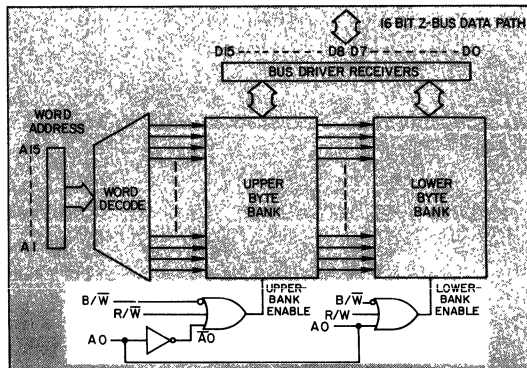 16 BIT Z-BUS DATA PATH
D15 D8 D7 D0
BUS DRIVER RECEIVERS
WORD
ADDRESS
A15
A1
WORD
DECODE
UPPER
BYTE
BANK
LOWER
BYTE
BANK
B/W̅
R/W̅
A0
A̅0̅
UPPER-
BANK
ENABLE
B/W̅
R/W
A0
LOWER-
BANK
ENABLE